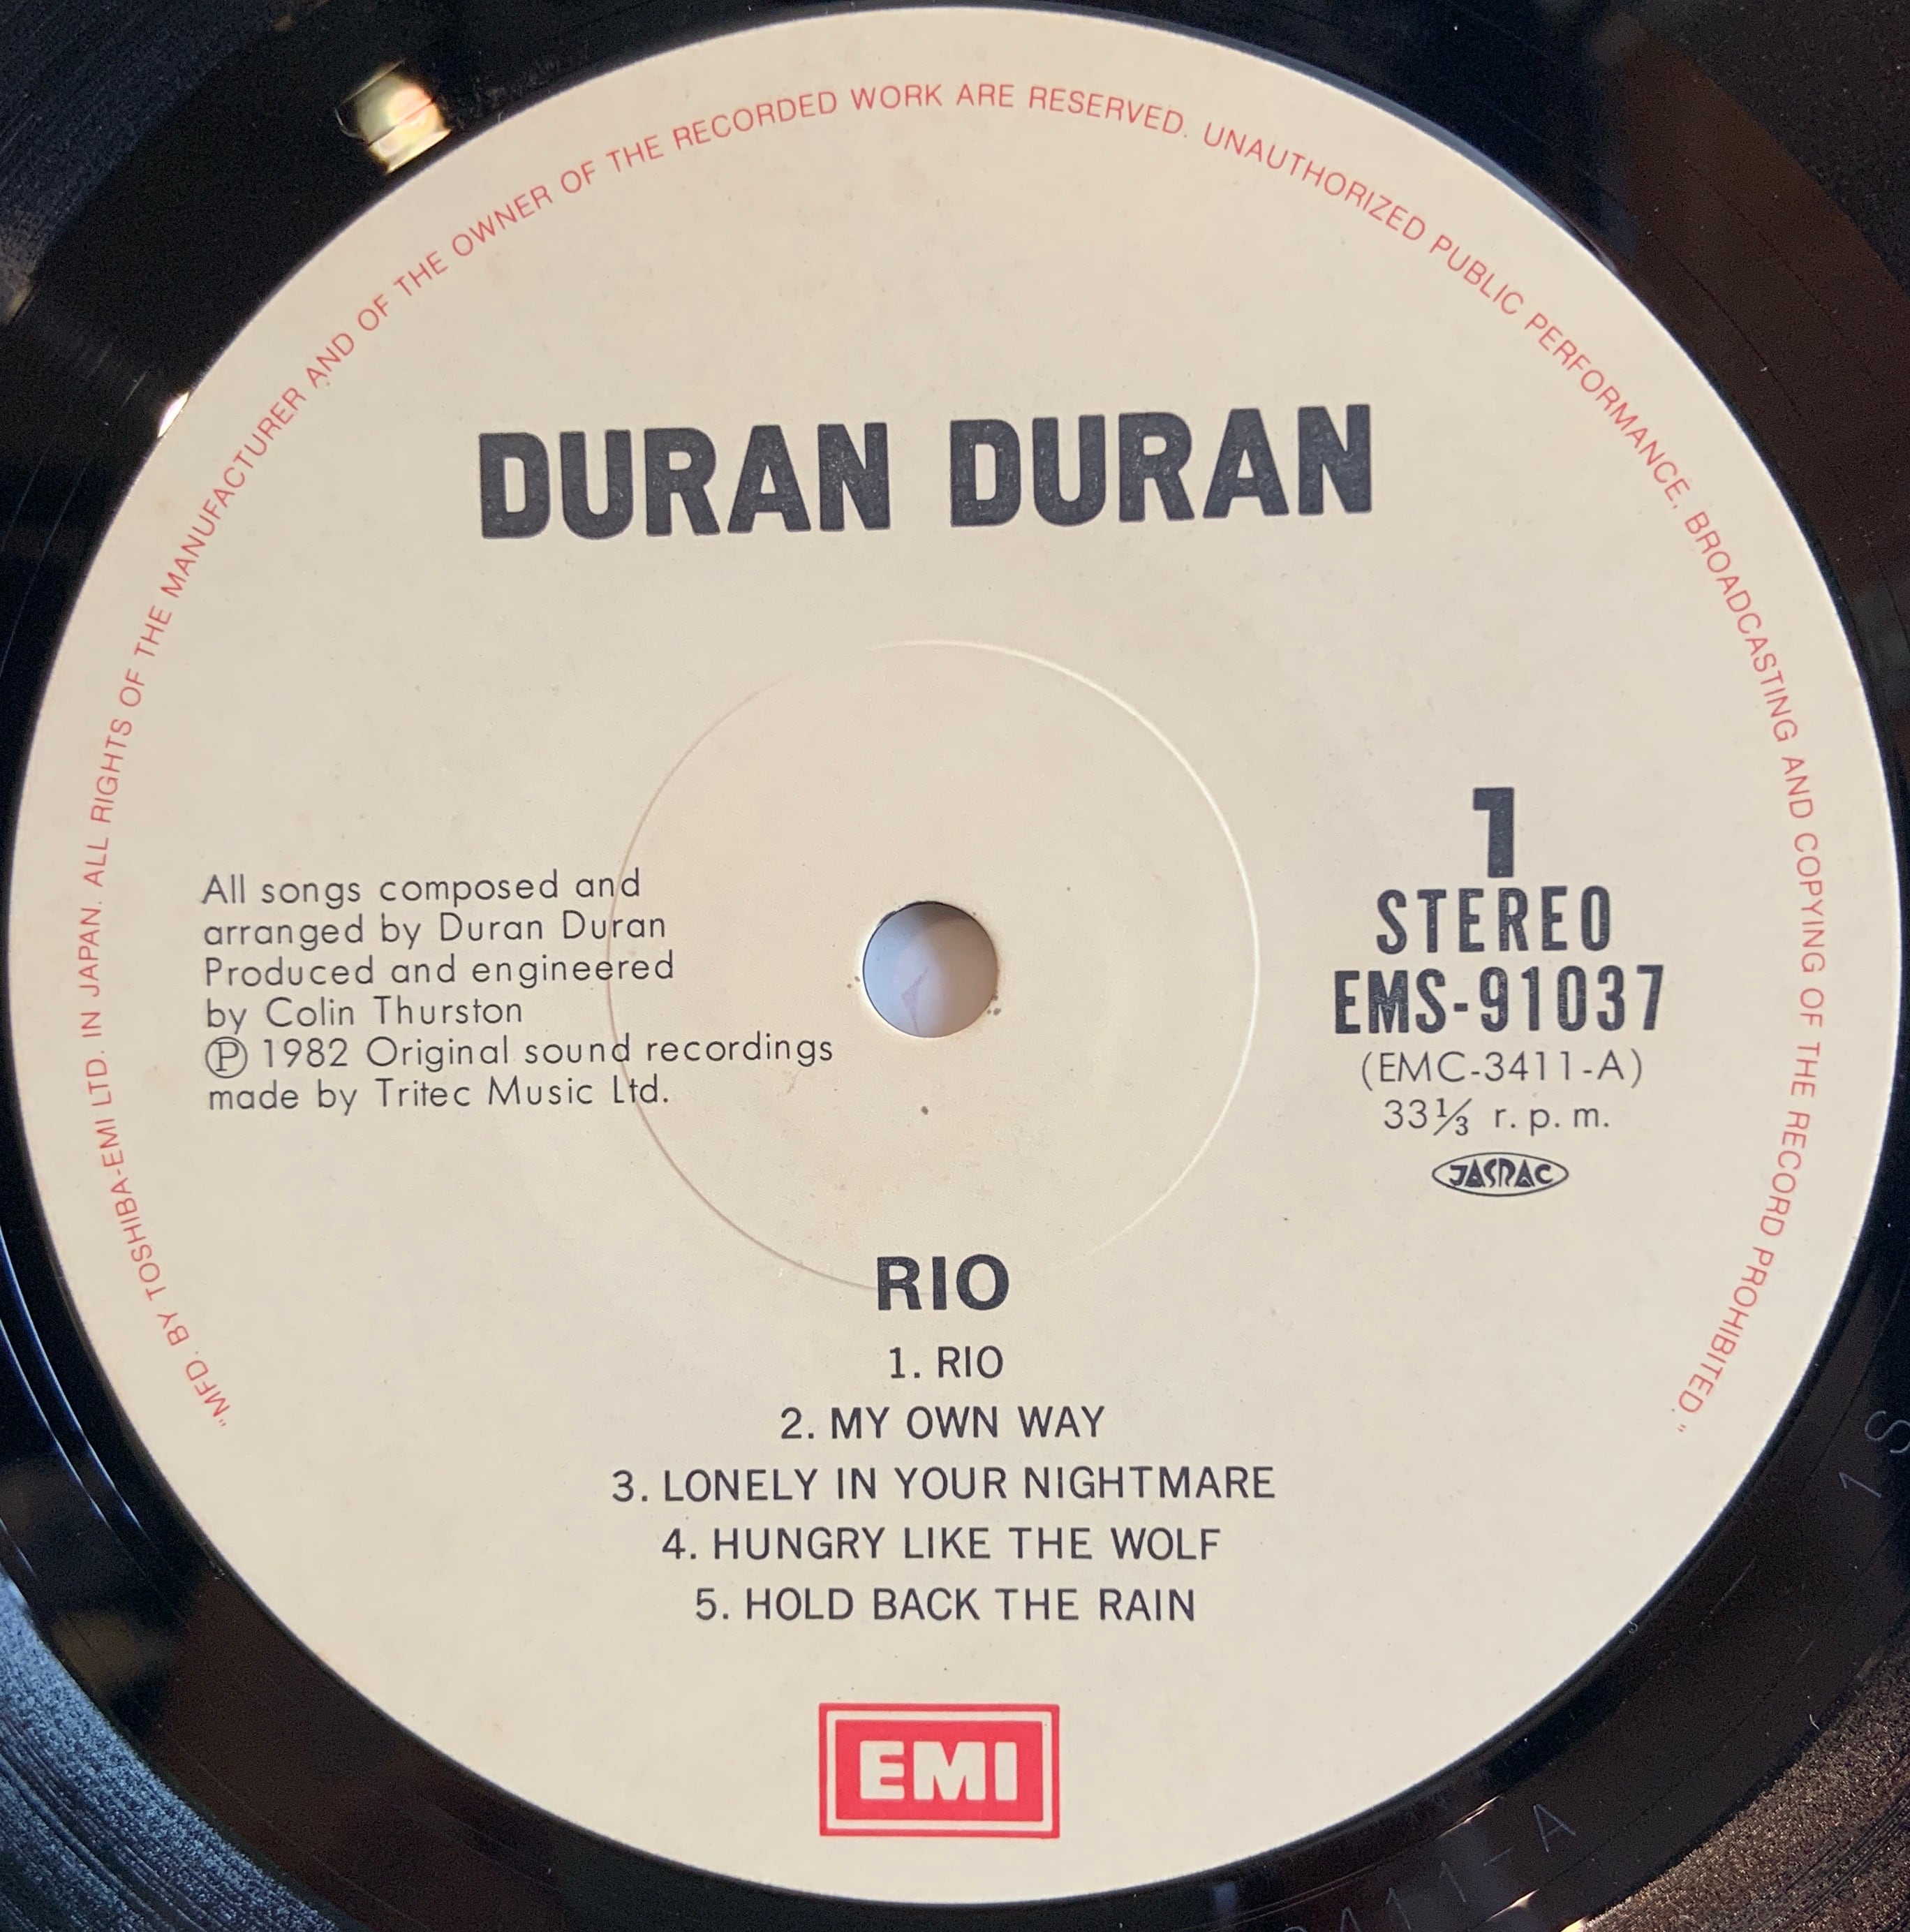 "MFD. BY TOSHIBA-EMI LTD. IN JAPAN. ALL RIGHTS OF THE MANUFACTURER AND OF THE OWNER OF THE RECORDED WORK ARE RESERVED. UNAUTHORIZED PUBLIC PERFORMANCE, BROADCASTING AND COPYING OF THE RECORD PROHIBITED."
DURAN DURAN
All songs composed and
arranged by Duran Duran
Produced and engineered
by Colin Thurston
Ⓟ 1982 Original sound recordings
made by Tritec Music Ltd.
1
STEREO
EMS-91037
(EMC-3411-A)
33⅓ r. p. m.
JASRAC
RIO
1. RIO
2. MY OWN WAY
3. LONELY IN YOUR NIGHTMARE
4. HUNGRY LIKE THE WOLF
5. HOLD BACK THE RAIN
EMI
1 S